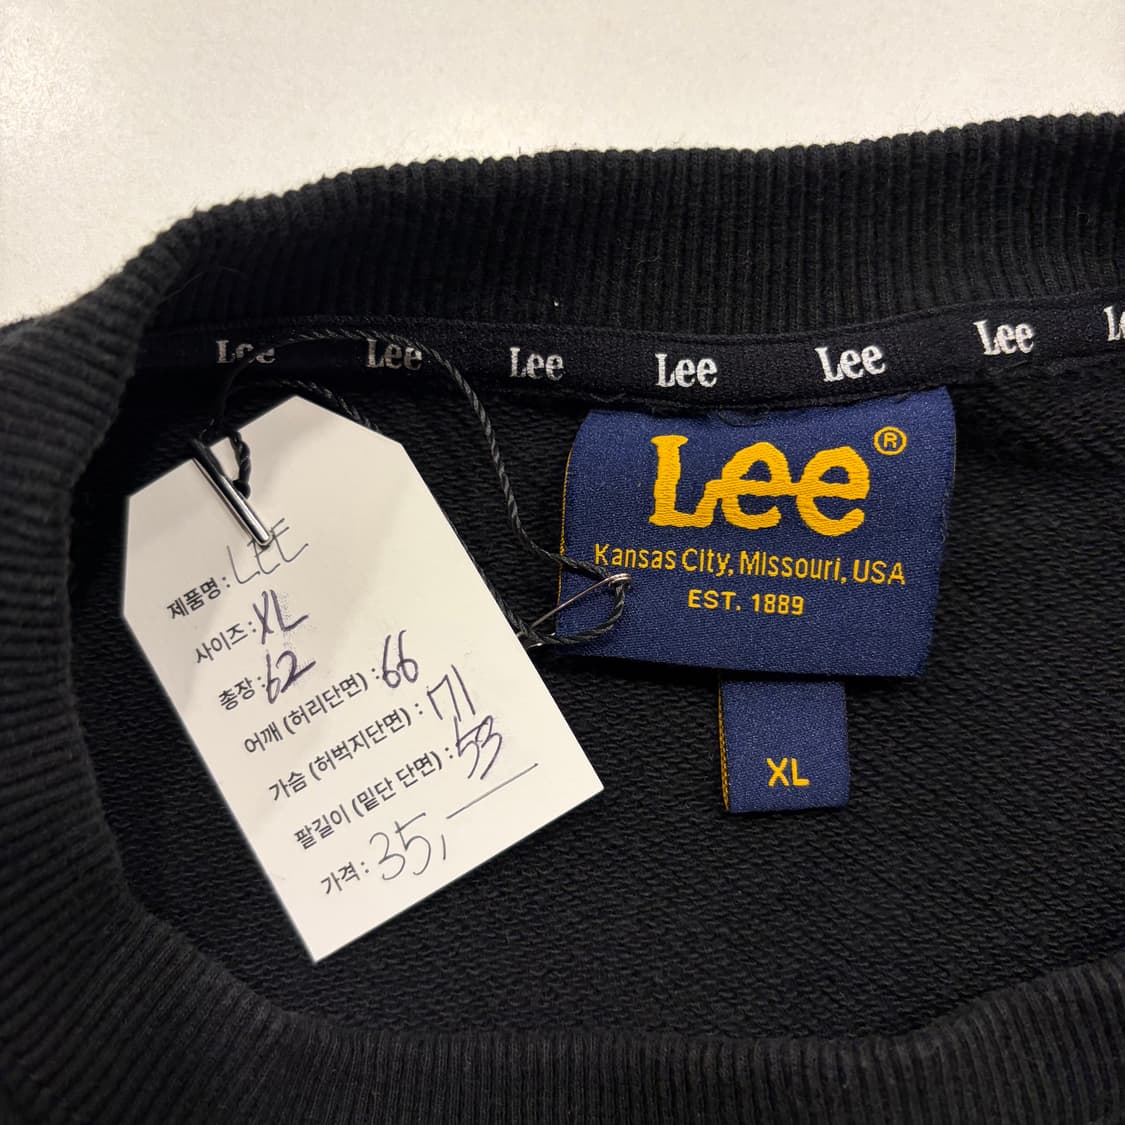 Lee Lee Lee Lee Lee Lee L
Lee®
Kansas City, Missouri, USA
EST. 1889
XL
제품명 : LEE
사이즈 : XL
총장 : 62
어깨 (허리단면) : 66
가슴 (허벅지단면) : 71
팔길이 (밑단 단면) : 53
가격 : 35,—